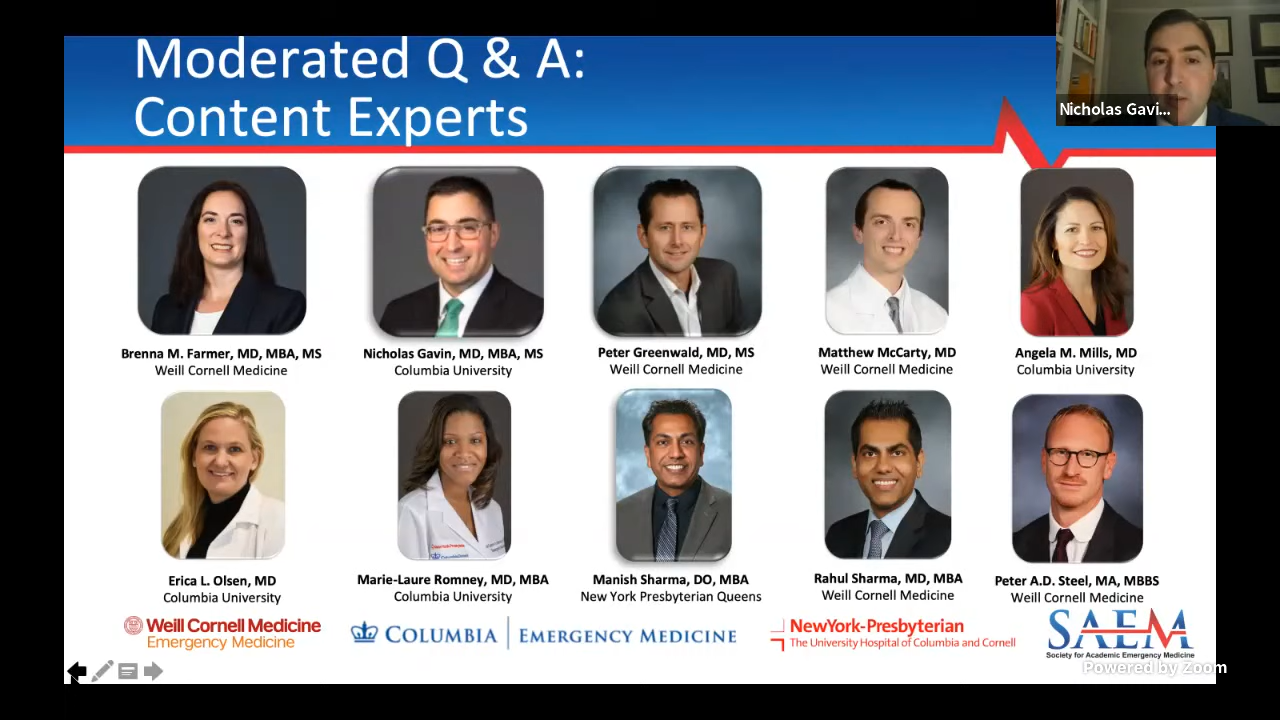 Moderated Q & A:
Content Experts
Nicholas Gavi...
Brenna M. Farmer, MD, MBA, MS
Weill Cornell Medicine
Nicholas Gavin, MD, MBA, MS
Columbia University
Peter Greenwald, MD, MS
Weill Cornell Medicine
Matthew McCarty, MD
Weill Cornell Medicine
Angela M. Mills, MD
Columbia University
Erica L. Olsen, MD
Columbia University
Marie-Laure Romney, MD, MBA
Columbia University
Manish Sharma, DO, MBA
New York Presbyterian Queens
Rahul Sharma, MD, MBA
Weill Cornell Medicine
Peter A.D. Steel, MA, MBBS
Weill Cornell Medicine
Weill Cornell Medicine
Emergency Medicine
COLUMBIA
EMERGENCY MEDICINE
NewYork-Presbyterian
The University Hospital of Columbia and Cornell
SAEM
Society for Academic Emergency Medicine
Powered by Zoom